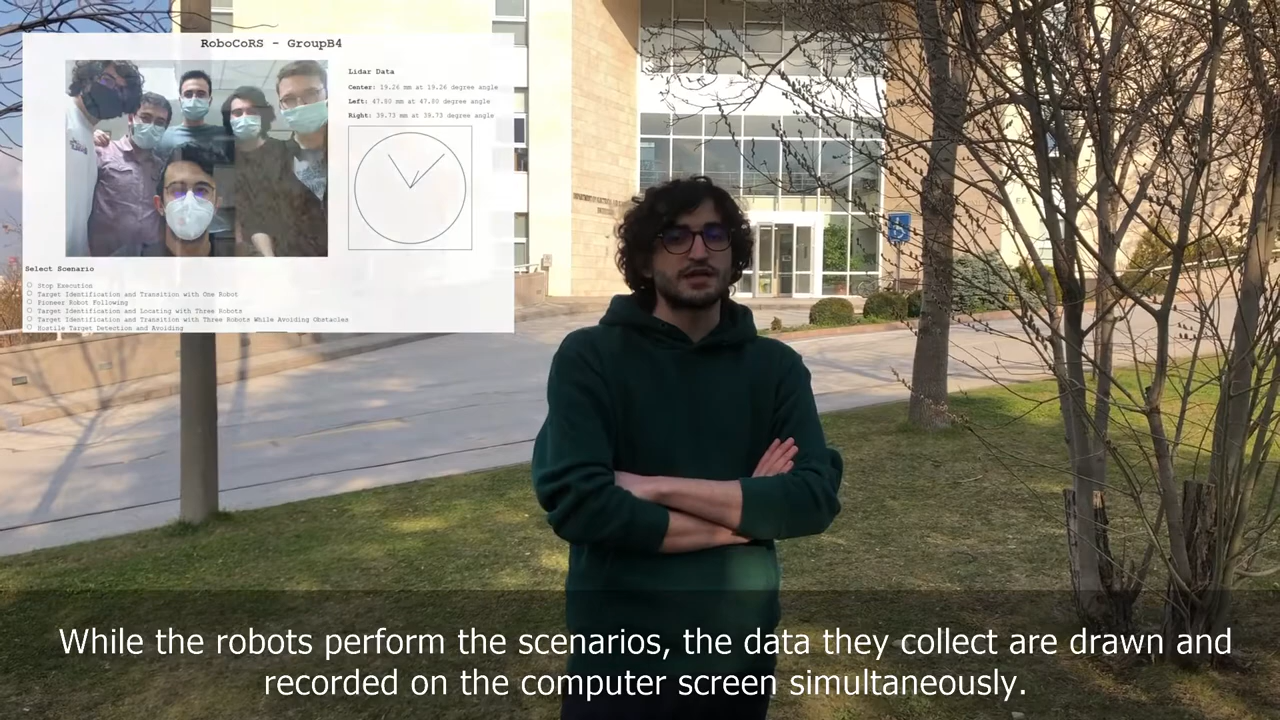 RoboCoRS - GroupB4
Lidar Data
Center: 19.26 mm at 19.26 degree angle
Left: 47.80 mm at 47.80 degree angle
Right: 39.73 mm at 39.73 degree angle
Select Scenario
Stop Execution
Target Identification and Transition with One Robot
Pioneer Robot Following
Target Identification and Locating with Three Robots
Target Identification and Transition with Three Robots While Avoiding Obstacles
Hostile Target Detection and Avoiding
While the robots perform the scenarios, the data they collect are drawn and
recorded on the computer screen simultaneously.